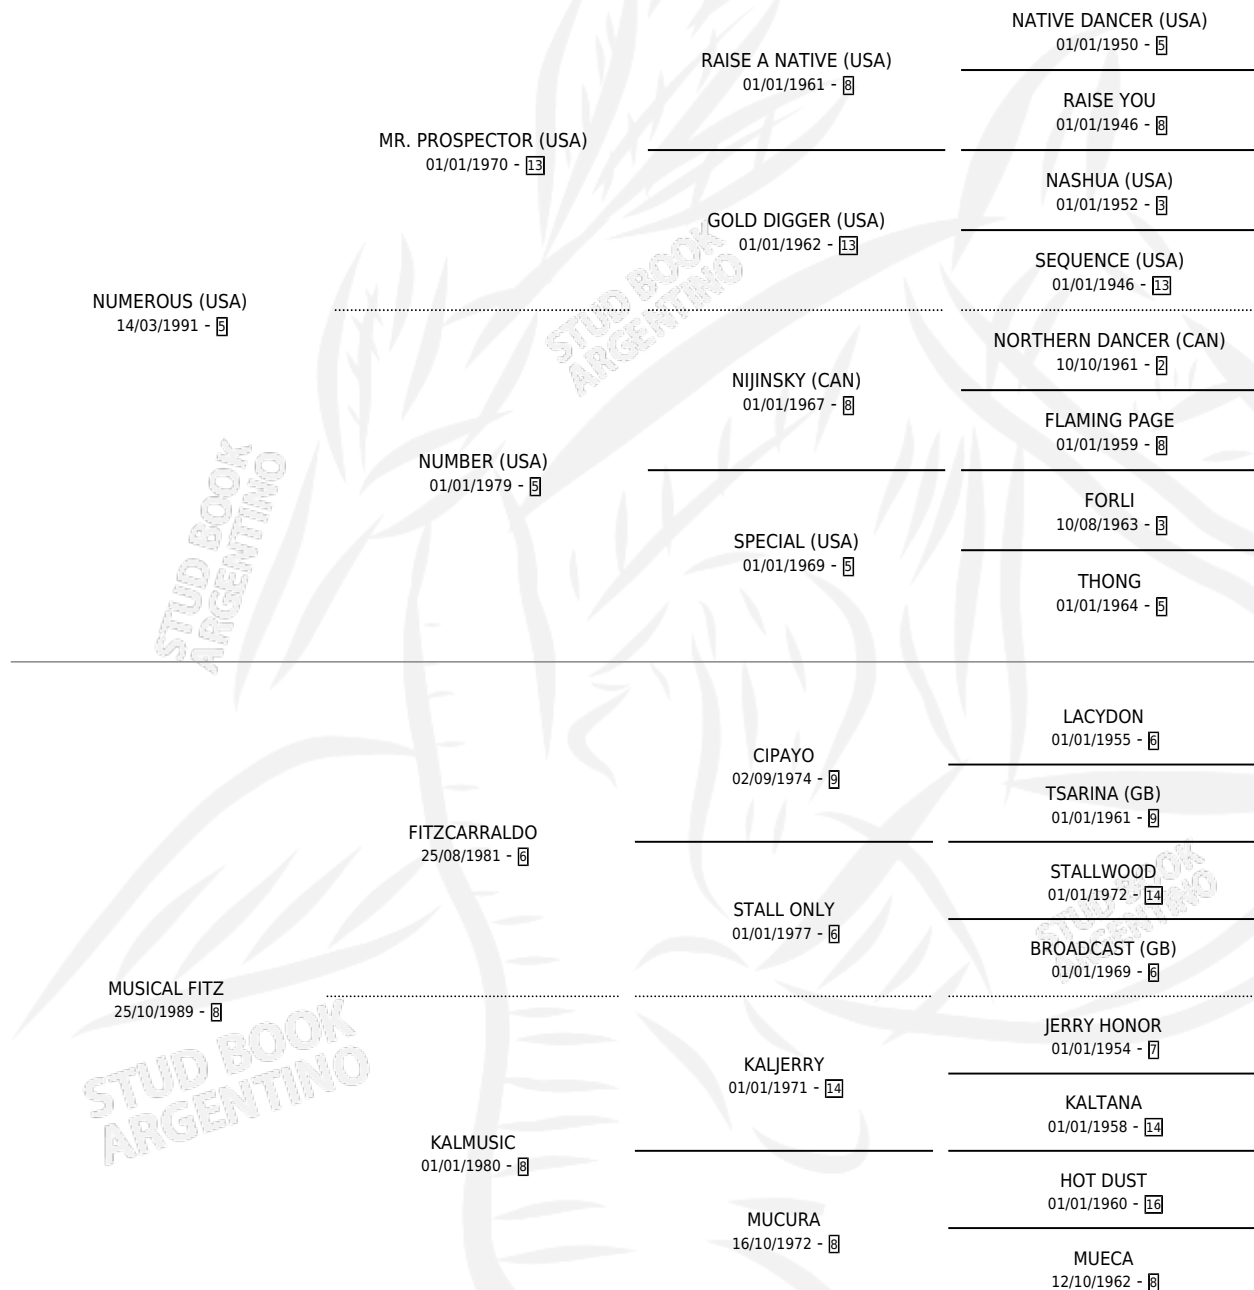 NATIVE DANCER (USA)
01/01/1950 - 5
RAISE A NATIVE (USA)
01/01/1961 - 8
RAISE YOU
01/01/1946 - 8
MR. PROSPECTOR (USA)
01/01/1970 - 13
NASHUA (USA)
01/01/1952 - 3
GOLD DIGGER (USA)
01/01/1962 - 13
SEQUENCE (USA)
01/01/1946 - 13
NUMEROUS (USA)
14/03/1991 - 5
STUD BOOK
ARGENTINO
NORTHERN DANCER (CAN)
10/10/1961 - 2
NIJINSKY (CAN)
01/01/1967 - 8
FLAMING PAGE
01/01/1959 - 8
NUMBER (USA)
01/01/1979 - 5
FORLI
10/08/1963 - 3
SPECIAL (USA)
01/01/1969 - 5
THONG
01/01/1964 - 5
STUD BOOK
ARGENTINO
LACYDON
01/01/1955 - 6
CIPAYO
02/09/1974 - 9
TSARINA (GB)
01/01/1961 - 9
FITZCARRALDO
25/08/1981 - 6
STALLWOOD
01/01/1972 - 14
STALL ONLY
01/01/1977 - 6
BROADCAST (GB)
01/01/1969 - 6
STUD BOOK
ARGENTINO
MUSICAL FITZ
25/10/1989 - 8
JERRY HONOR
01/01/1954 - 7
KALJERRY
01/01/1971 - 14
KALTANA
01/01/1958 - 14
STUD BOOK
ARGENTINO
KALMUSIC
01/01/1980 - 8
HOT DUST
01/01/1960 - 16
MUCURA
16/10/1972 - 8
MUECA
12/10/1962 - 8